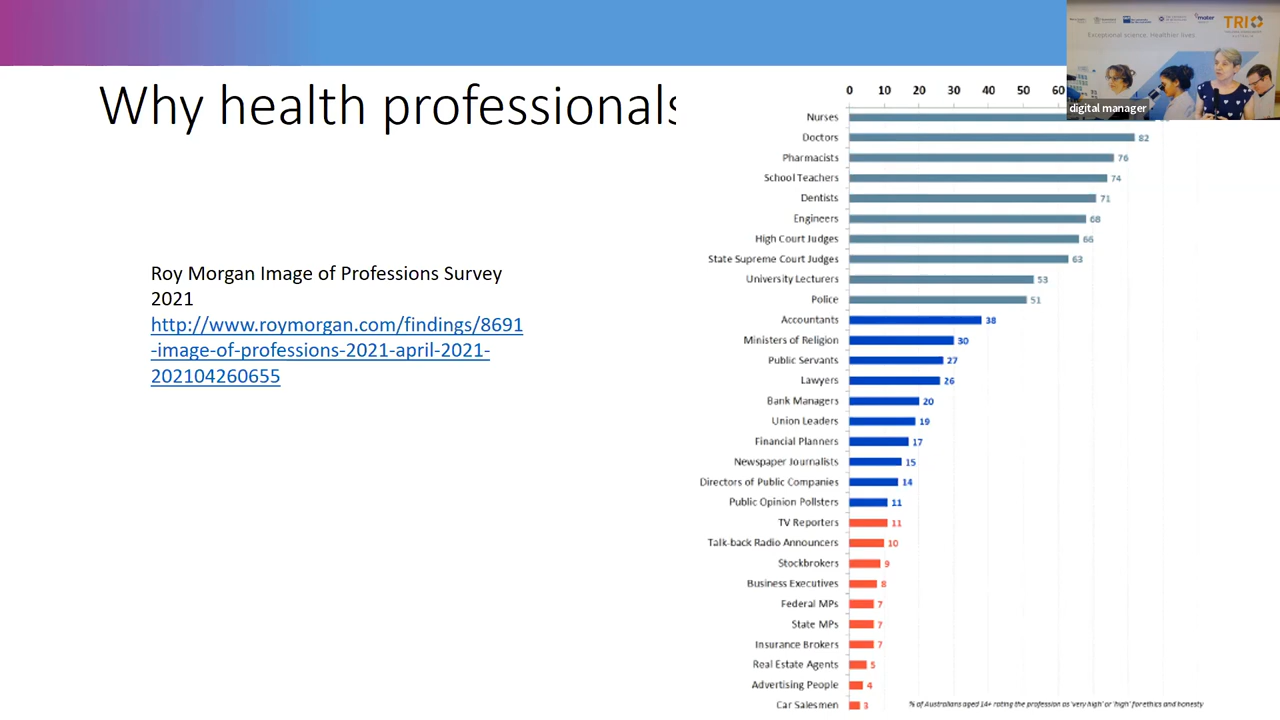 Why health professionals
Roy Morgan Image of Professions Survey
2021
http://www.roymorgan.com/findings/8691
-image-of-professions-2021-april-2021-
202104260655
0 10 20 30 40 50 60
Nurses
Doctors 82
Pharmacists 76
School Teachers 74
Dentists 71
Engineers 68
High Court Judges 66
State Supreme Court Judges 63
University Lecturers 53
Police 51
Accountants 38
Ministers of Religion 30
Public Servants 27
Lawyers 26
Bank Managers 20
Union Leaders 19
Financial Planners 17
Newspaper Journalists 15
Directors of Public Companies 14
Public Opinion Pollsters 11
TV Reporters 11
Talk-back Radio Announcers 10
Stockbrokers 9
Business Executives 8
Federal MPs 7
State MPs 7
Insurance Brokers 7
Real Estate Agents 5
Advertising People 4
Car Salesmen 3
% of Australians aged 14+ rating the profession as 'very high' or 'high' for ethics and honesty
mater
TRI
Exceptional science. Healthier lives.
digital manager